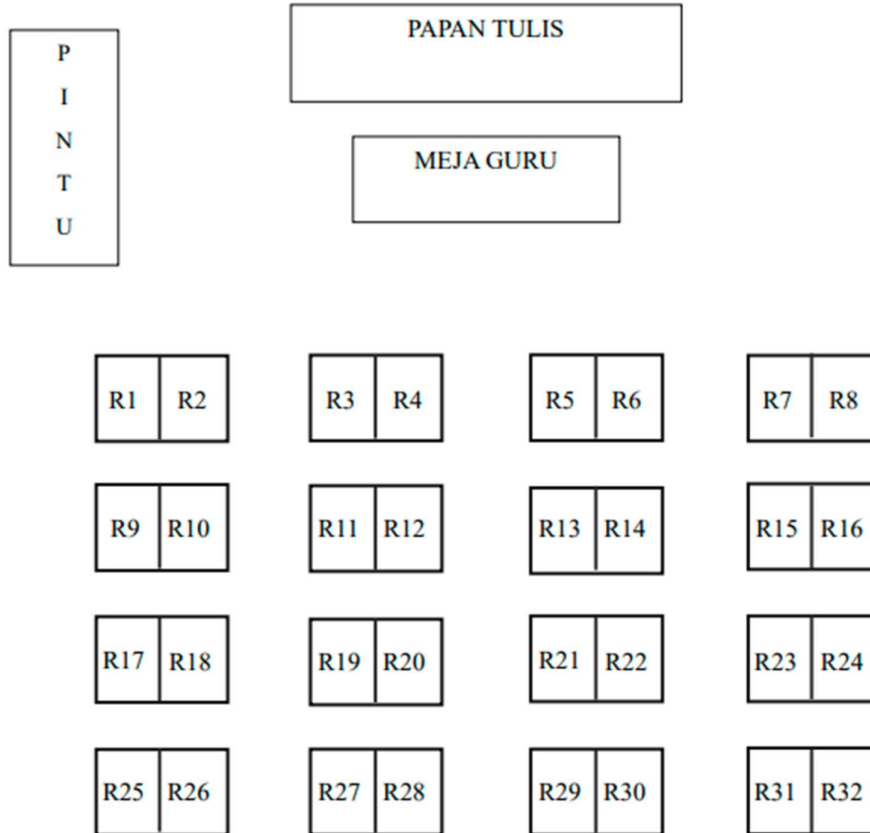 PAPAN TULIS
P
I
N
T
U
MEJA GURU
R1 R2 R3 R4 R5 R6 R7 R8
R9 R10 R11 R12 R13 R14 R15 R16
R17 R18 R19 R20 R21 R22 R23 R24
R25 R26 R27 R28 R29 R30 R31 R32